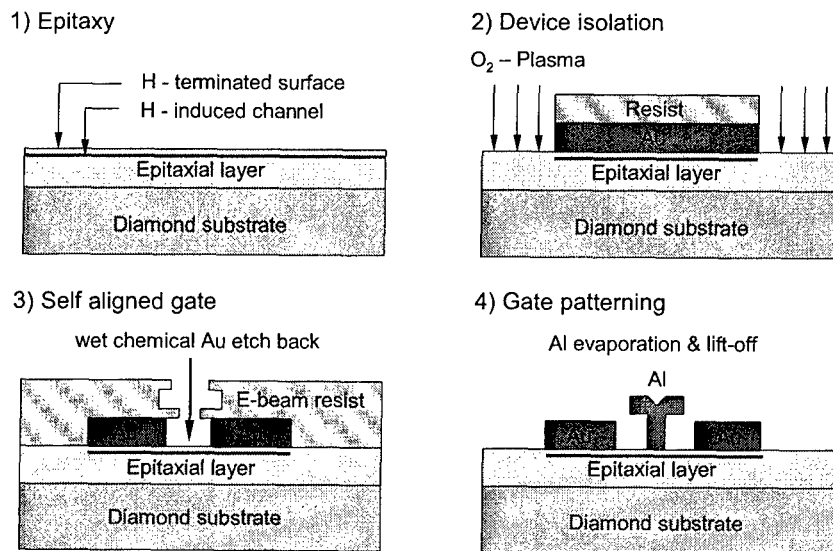 1) Epitaxy
H - terminated surface
H - induced channel
Epitaxial layer
Diamond substrate
2) Device isolation
O₂ – Plasma
Resist
Au
Epitaxial layer
Diamond substrate
3) Self aligned gate
wet chemical Au etch back
E-beam resist
Epitaxial layer
Diamond substrate
4) Gate patterning
Al evaporation & lift-off
Al
Au
Au
Epitaxial layer
Diamond substrate